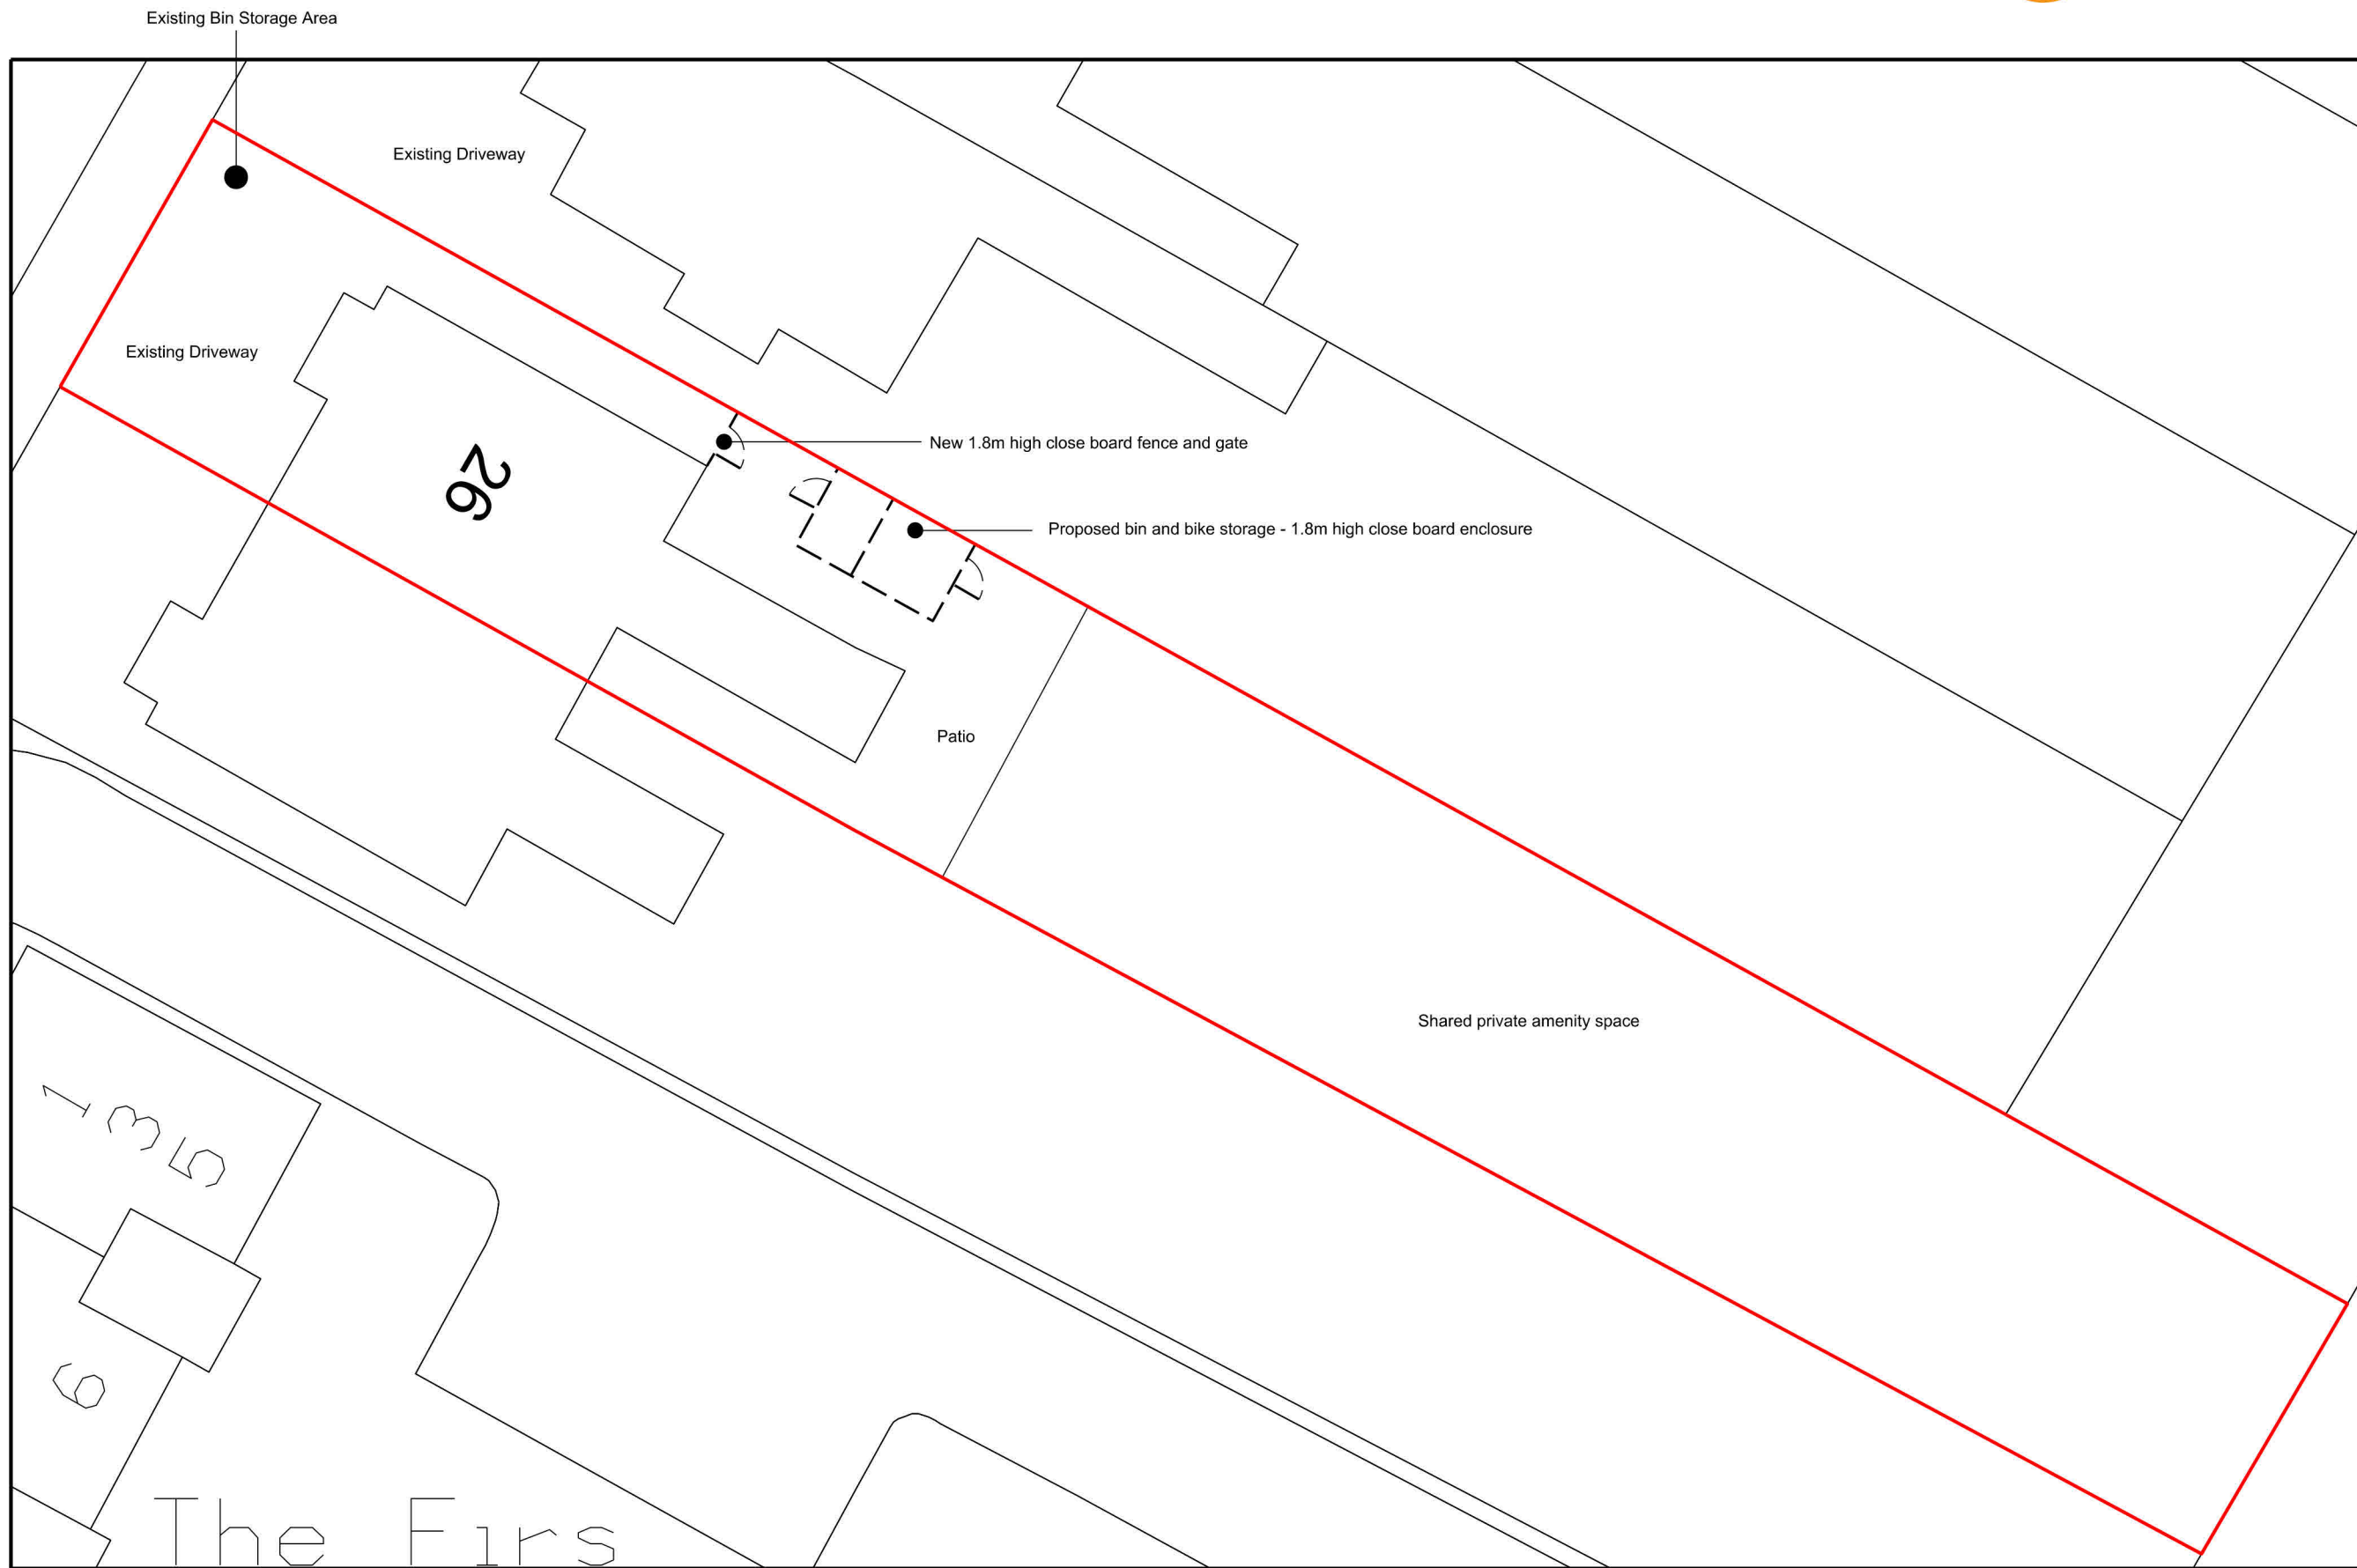 Existing Bin Storage Area
Existing Driveway
Existing Driveway
26
New 1.8m high close board fence and gate
Proposed bin and bike storage - 1.8m high close board enclosure
Patio
Shared private amenity space
135
9
The Firs